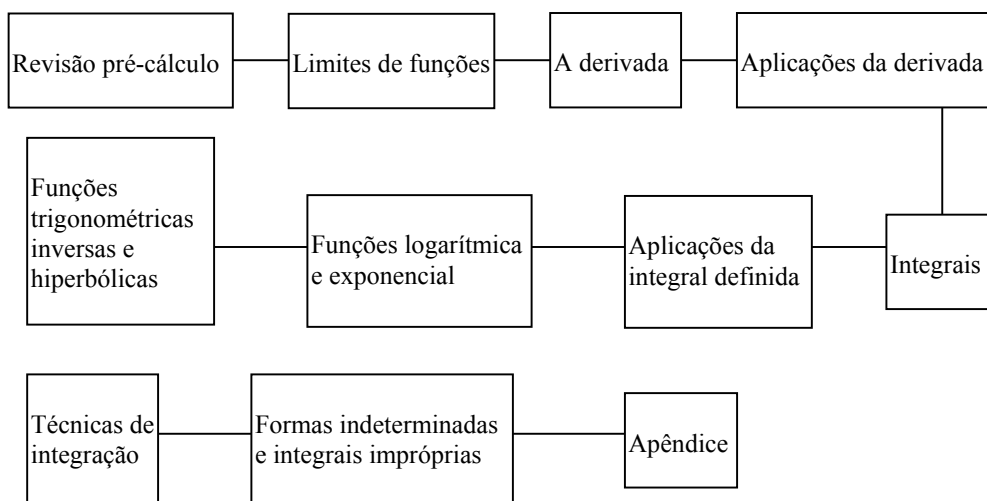 Revisão pré-cálculo
Limites de funções
A derivada
Aplicações da derivada
Funções
trigonométricas
inversas e
hiperbólicas
Funções logarítmica
e exponencial
Aplicações da
integral definida
Integrais
Técnicas de
integração
Formas indeterminadas
e integrais impróprias
Apêndice